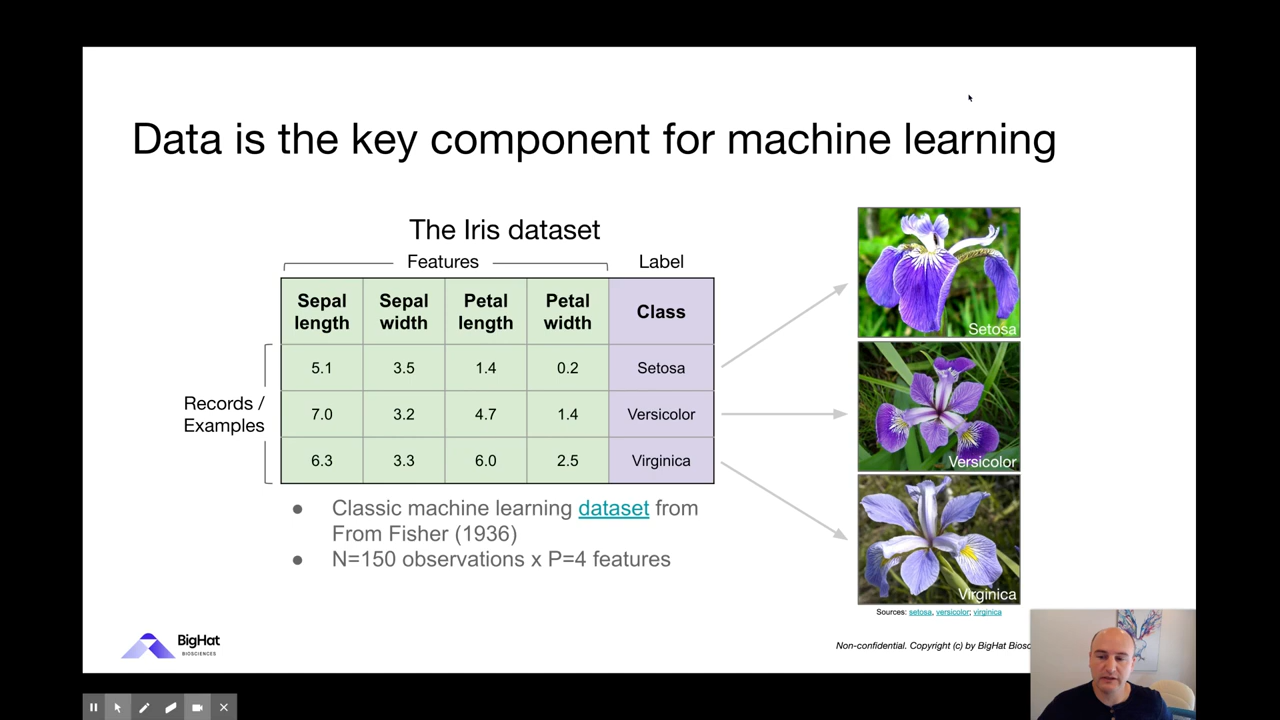 Data is the key component for machine learning
The Iris dataset
Features
Label
Sepal length
Sepal width
Petal length
Petal width
Class
Records / Examples
5.1 3.5 1.4 0.2 Setosa
7.0 3.2 4.7 1.4 Versicolor
6.3 3.3 6.0 2.5 Virginica
● Classic machine learning dataset from
From Fisher (1936)
● N=150 observations x P=4 features
Setosa
Versicolor
Virginica
Sources: setosa, versicolor; virginica
BigHat
BIOSCIENCES
Non-confidential. Copyright (c) by BigHat